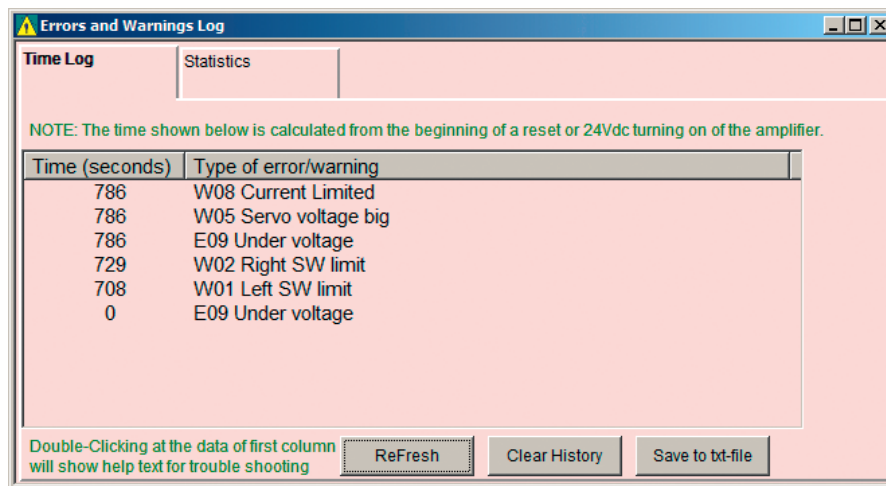 Errors and Warnings Log
Time Log Statistics
NOTE: The time shown below is calculated from the beginning of a reset or 24Vdc turning on of the amplifier.
Time (seconds) Type of error/warning
786 W08 Current Limited
786 W05 Servo voltage big
786 E09 Under voltage
729 W02 Right SW limit
708 W01 Left SW limit
0 E09 Under voltage
Double-Clicking at the data of first column
will show help text for trouble shooting
ReFresh Clear History Save to txt-file